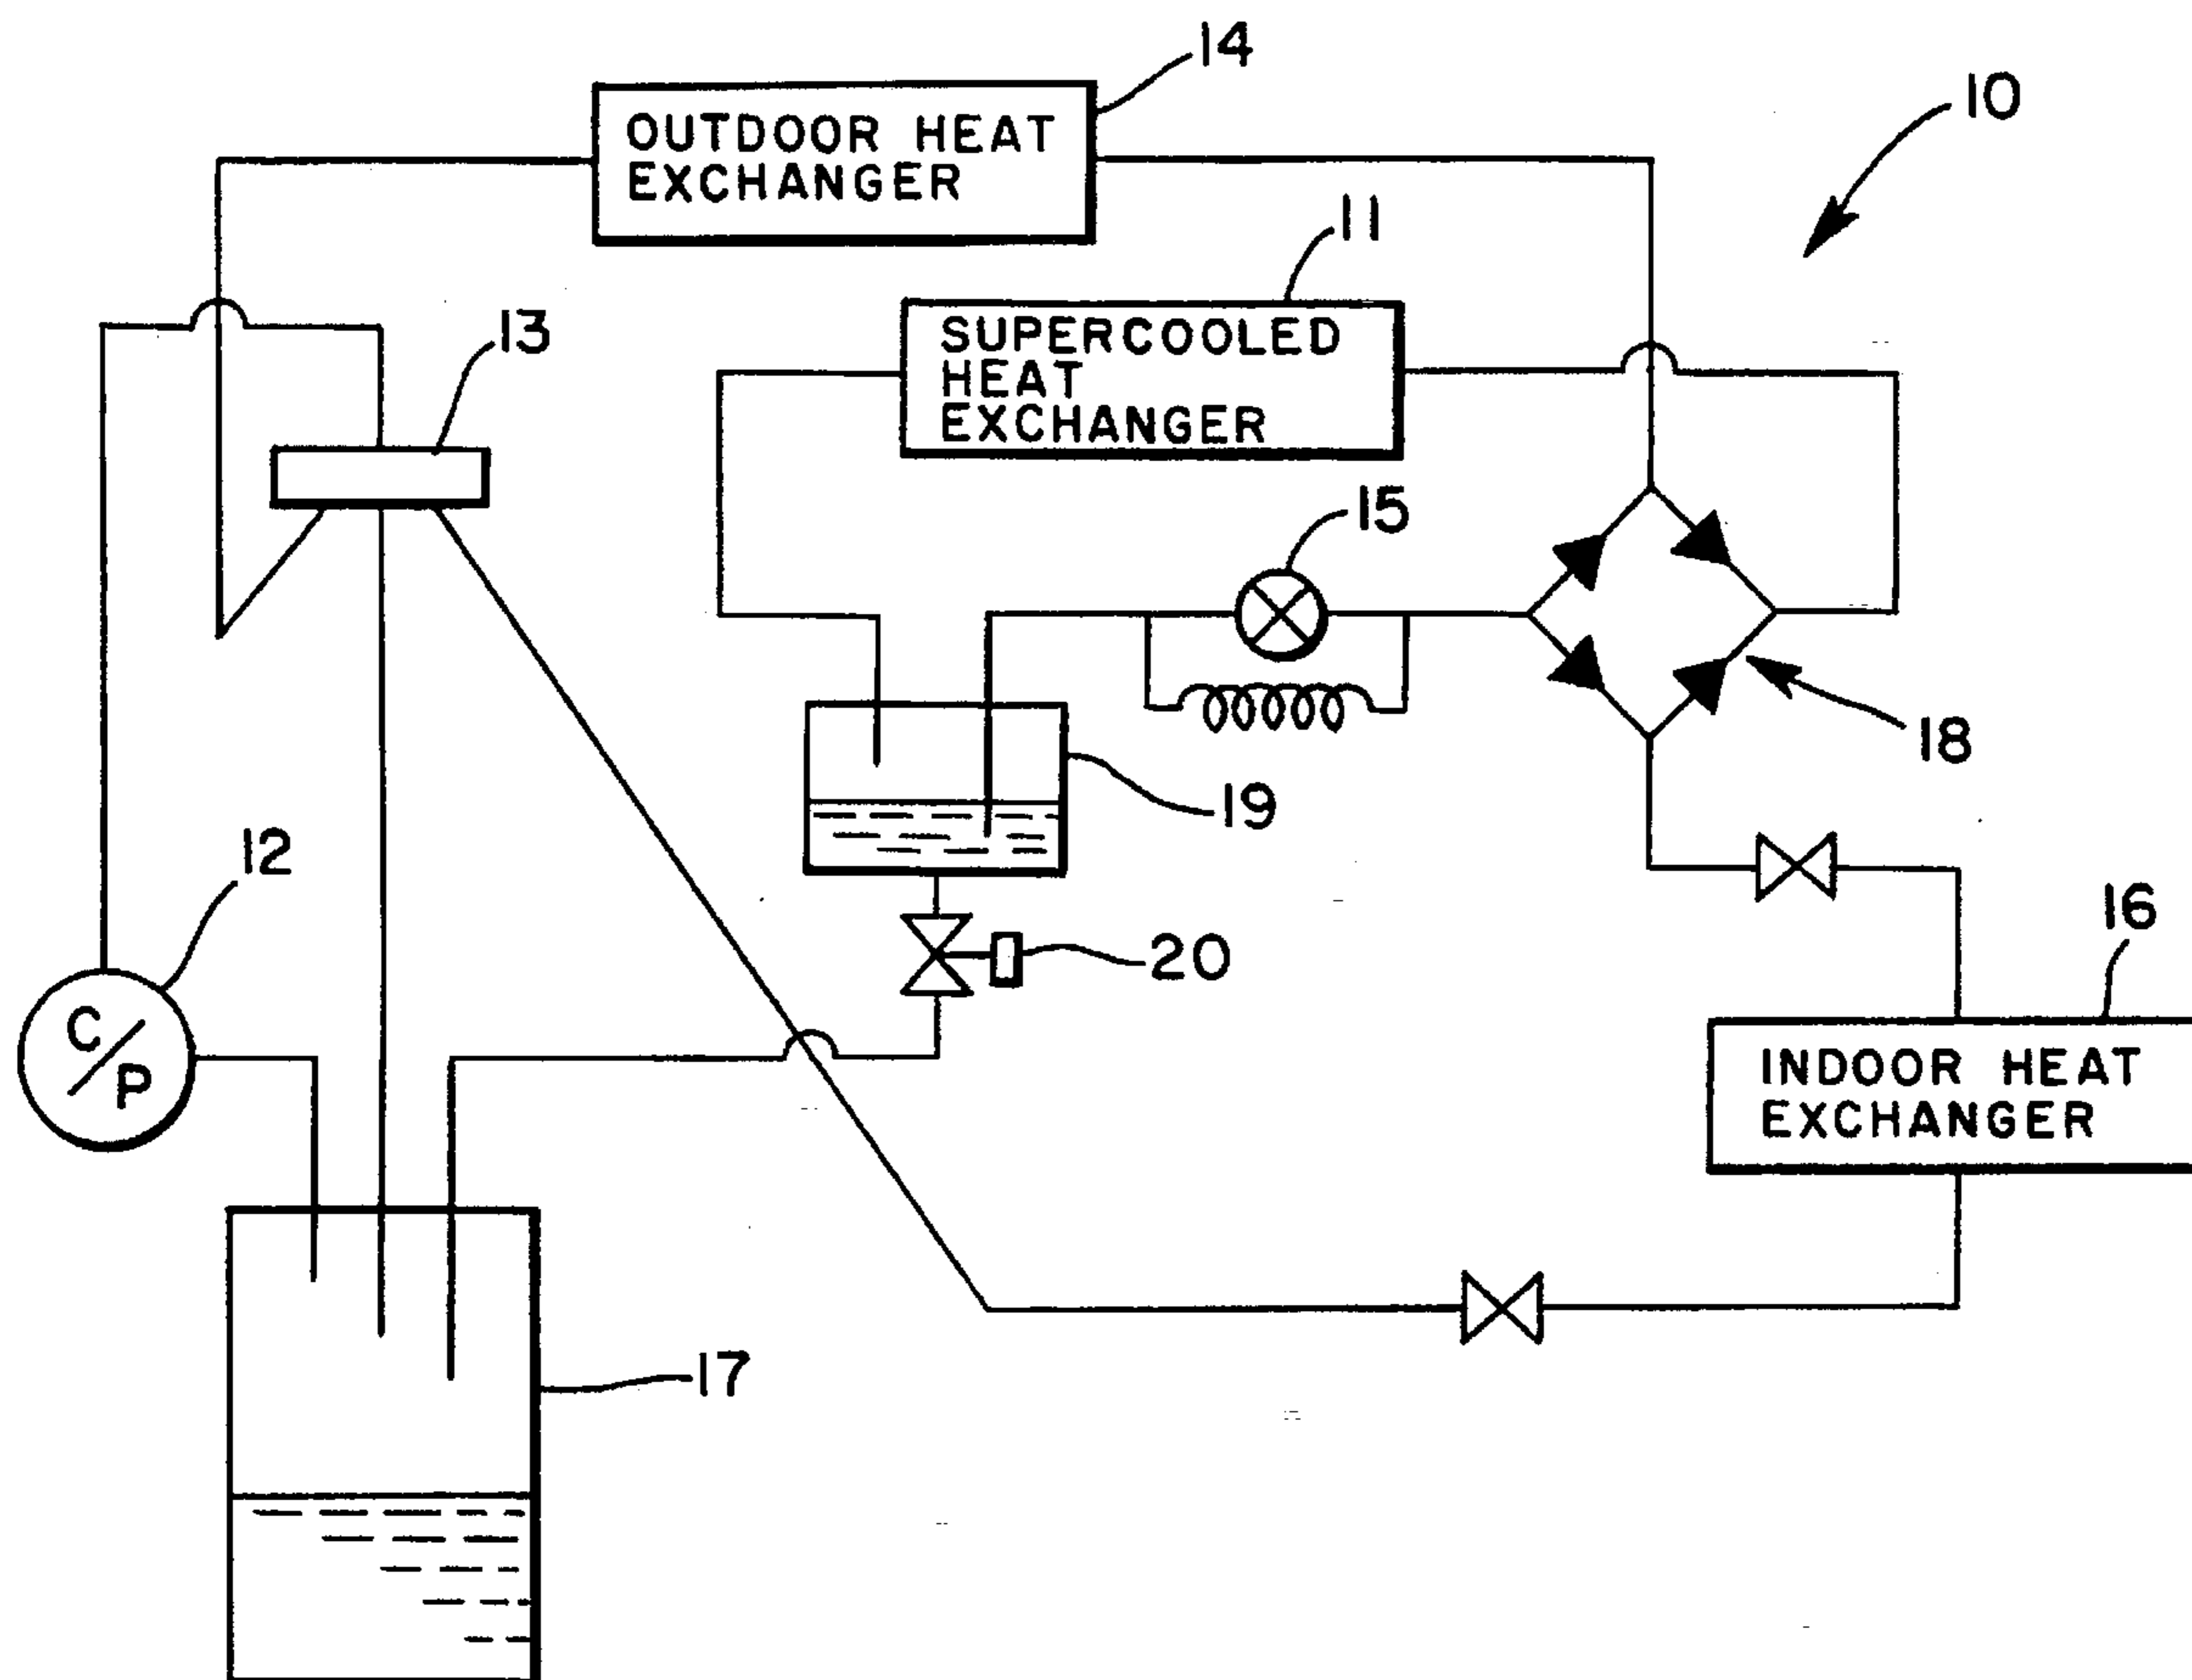 14
10
OUTDOOR HEAT
EXCHANGER
11
13
SUPERCOOLED
HEAT
EXCHANGER
15
18
19
12
16
20
C/P
INDOOR HEAT
EXCHANGER
17